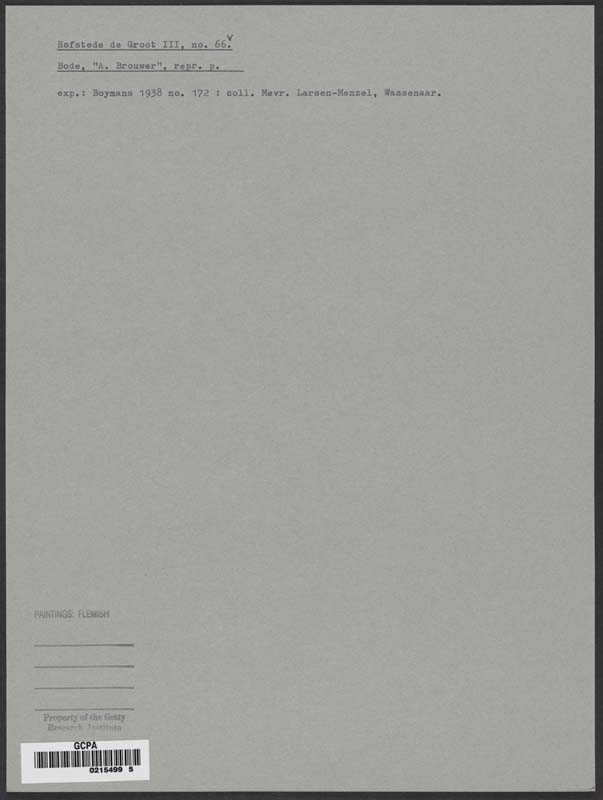 Hofstede de Groot III, no. 66.
Bode, "A. Brouwer", repr. p.
exp.: Boymans 1938 no. 172 : coll. Mevr. Larsen-Menzel, Wassenaar.
PAINTINGS: FLEMISH
Property of the Getty
Research Institute
GCPA
0215499 5